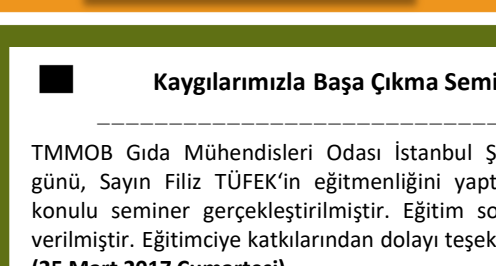 Kaygılarımızla Başa Çıkma Semi
TMMOB Gıda Mühendisleri Odası İstanbul Ş
günü, Sayın Filiz TÜFEK‘in eğitmenliğini yapt
konulu seminer gerçekleştirilmiştir. Eğitim so
verilmiştir. Eğitimciye katkılarından dolayı teşek
(25 Mart 2017 Cumartesi)